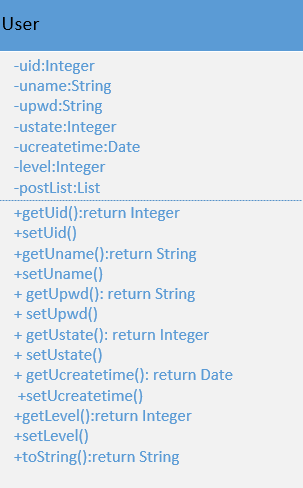 User
-uid:Integer
-uname:String
-upwd:String
-ustate:Integer
-ucreatetime:Date
-level:Integer
-postList:List
+getUid():return Integer
+setUid()
+getUname():return String
+setUname()
+ getUpwd(): return String
+ setUpwd()
+ getUstate(): return Integer
+ setUstate()
+ getUcreatetime(): return Date
+setUcreatetime()
+getLevel():return Integer
+setLevel()
+toString():return String